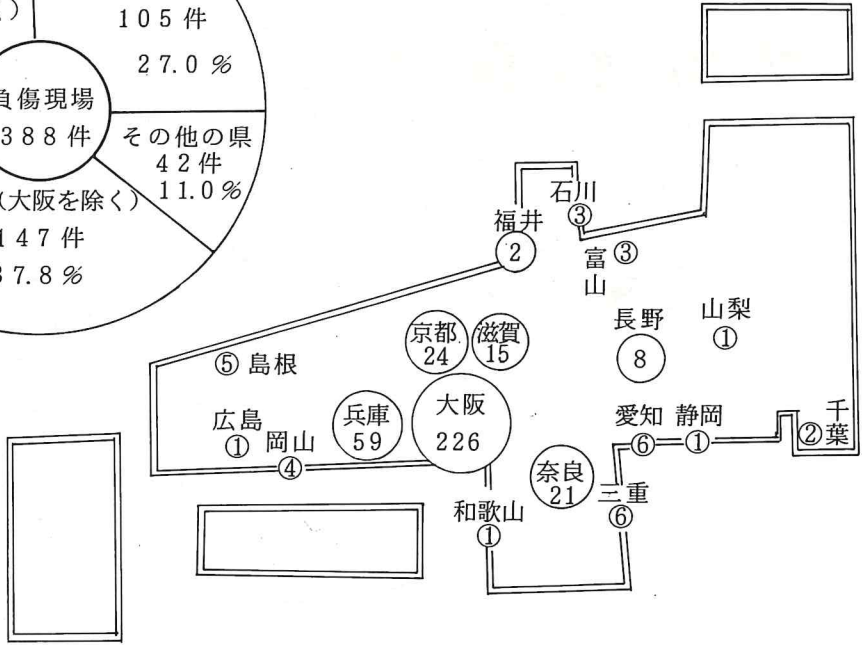 105件
27.0%
負傷現場
388件
その他の県
42件
11.0%
(大阪を除く)
147件
37.8%
石川
③
福井
2
富山
③
山梨
①
長野
8
京都
24
滋賀
15
⑤ 島根
大阪
226
兵庫
59
広島
①
岡山
④
愛知
⑥
静岡
①
千葉
②
奈良
21
三重
⑥
和歌山
①